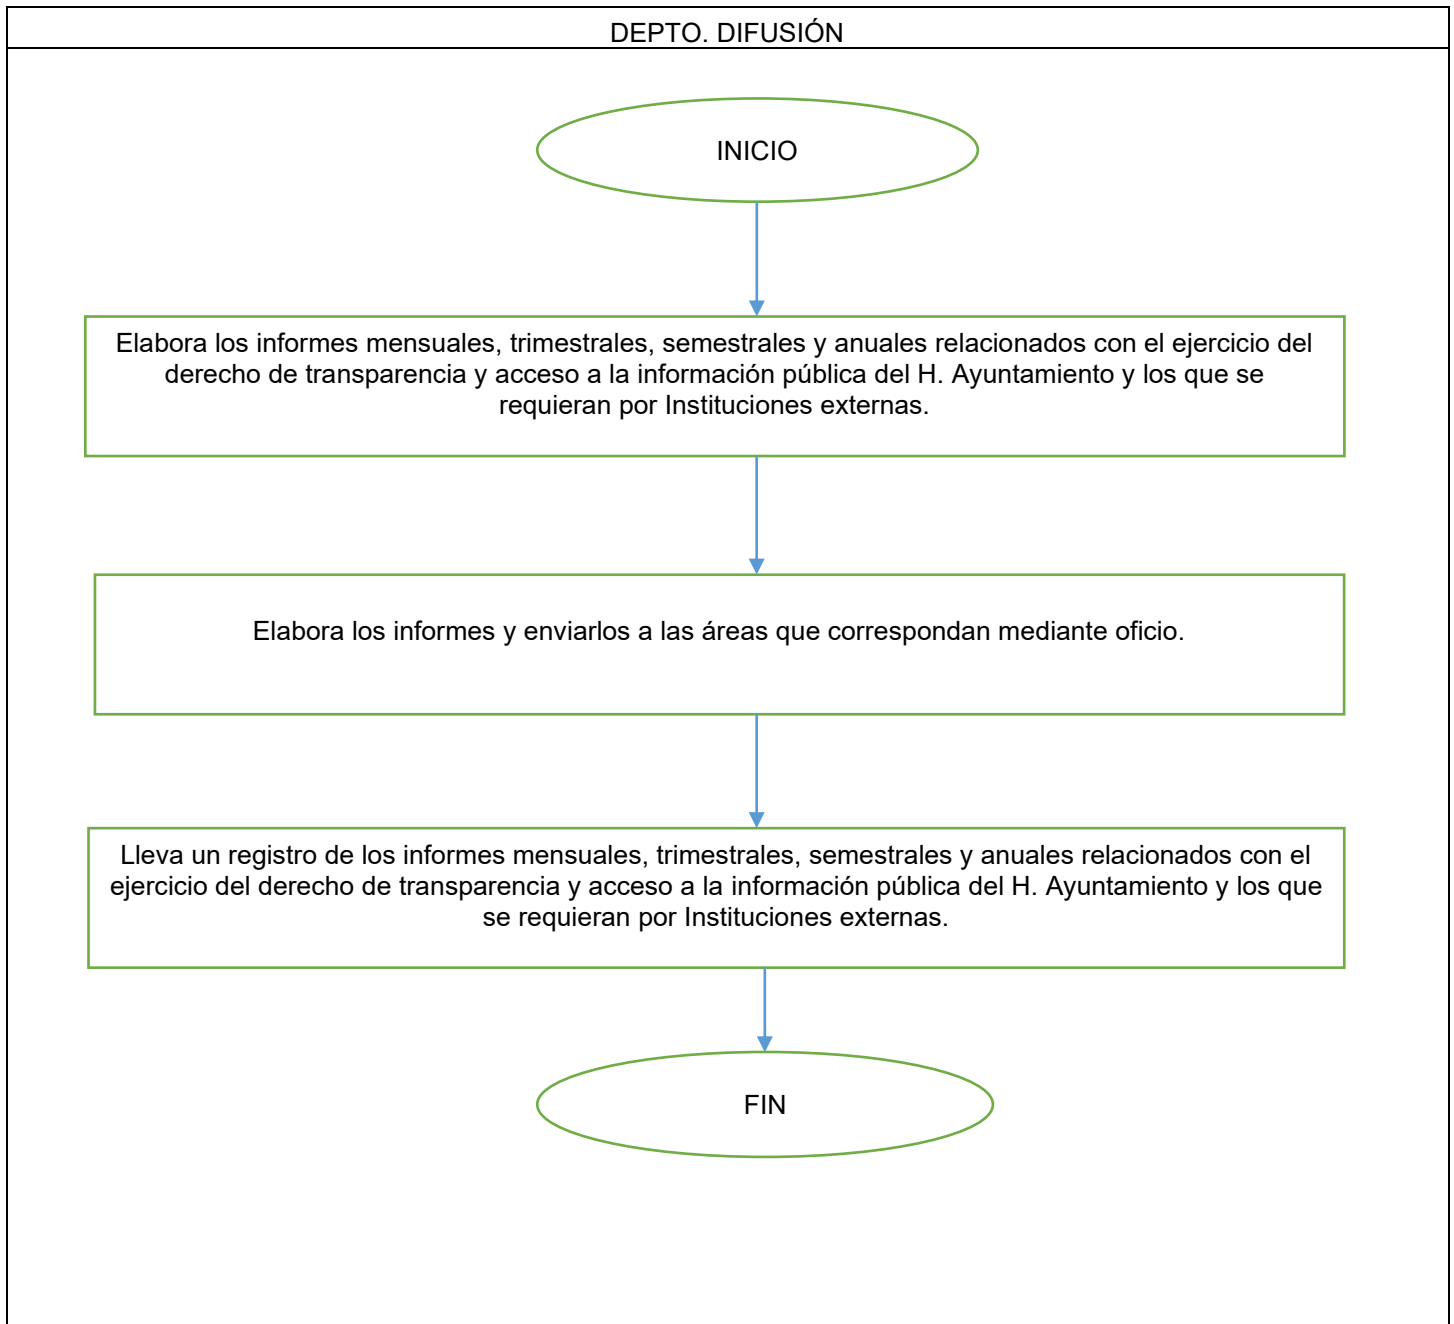 DEPTO. DIFUSIÓN
INICIO
Elabora los informes mensuales, trimestrales, semestrales y anuales relacionados con el ejercicio del
derecho de transparencia y acceso a la información pública del H. Ayuntamiento y los que se
requieran por Instituciones externas.
Elabora los informes y enviarlos a las áreas que correspondan mediante oficio.
Lleva un registro de los informes mensuales, trimestrales, semestrales y anuales relacionados con el
ejercicio del derecho de transparencia y acceso a la información pública del H. Ayuntamiento y los que
se requieran por Instituciones externas.
FIN